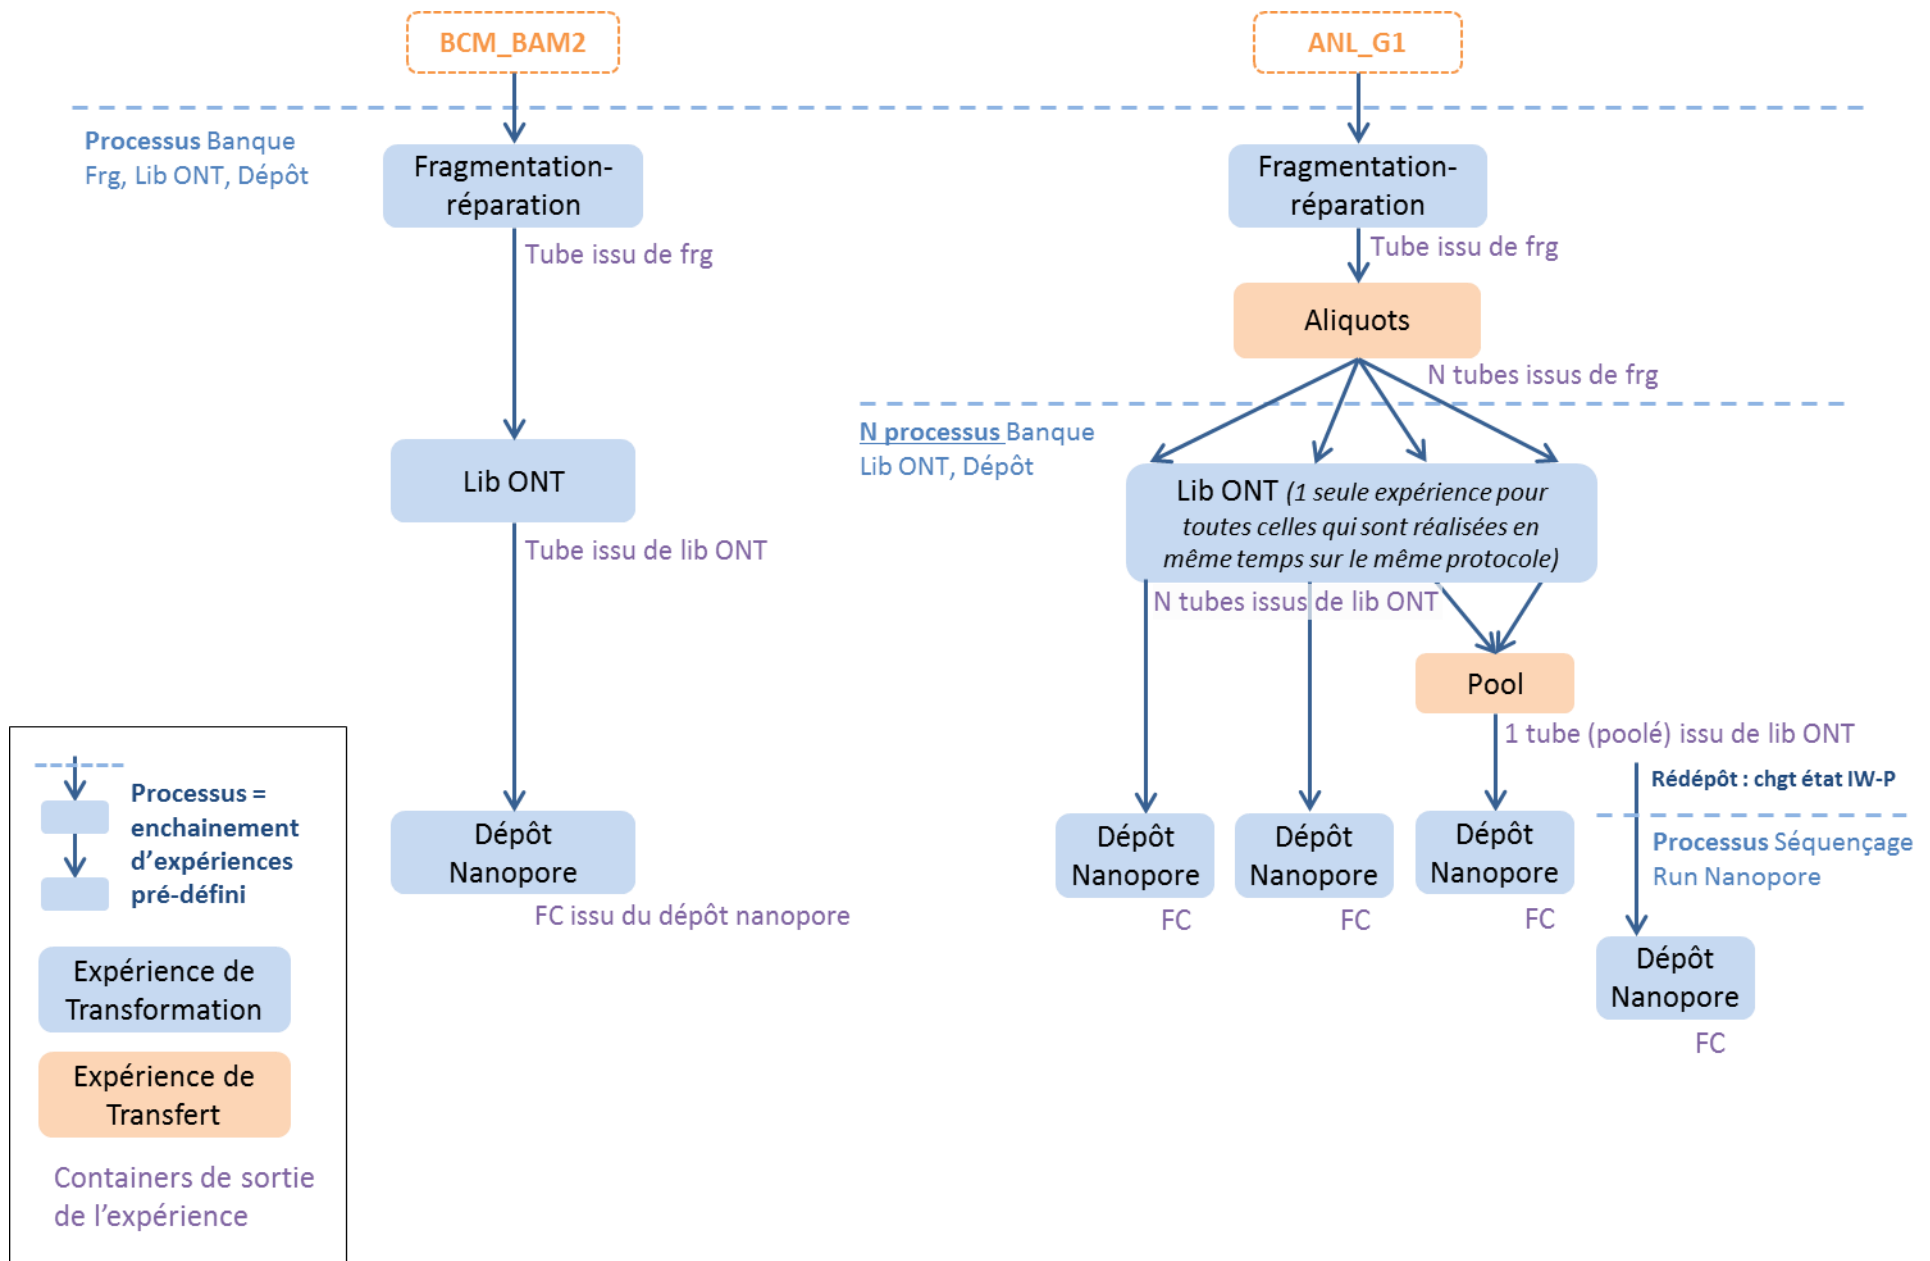 BCM_BAM2
ANL_G1
Processus Banque
Frg, Lib ONT, Dépôt
Fragmentation-
réparation
Tube issu de frg
Lib ONT
Tube issu de lib ONT
Dépôt
Nanopore
FC issu du dépôt nanopore
Fragmentation-
réparation
Tube issu de frg
Aliquots
N tubes issus de frg
N processus Banque
Lib ONT, Dépôt
Lib ONT (1 seule expérience pour
toutes celles qui sont réalisées en
même temps sur le même protocole)
N tubes issus de lib ONT
Pool
1 tube (poolé) issu de lib ONT
Rédépôt : chgt état IW-P
Processus Séquençage
Run Nanopore
Dépôt
Nanopore
FC
Dépôt
Nanopore
FC
Dépôt
Nanopore
FC
Dépôt
Nanopore
FC
Processus =
enchainement
d'expériences
pré-défini
Expérience de
Transformation
Expérience de
Transfert
Containers de sortie
de l'expérience